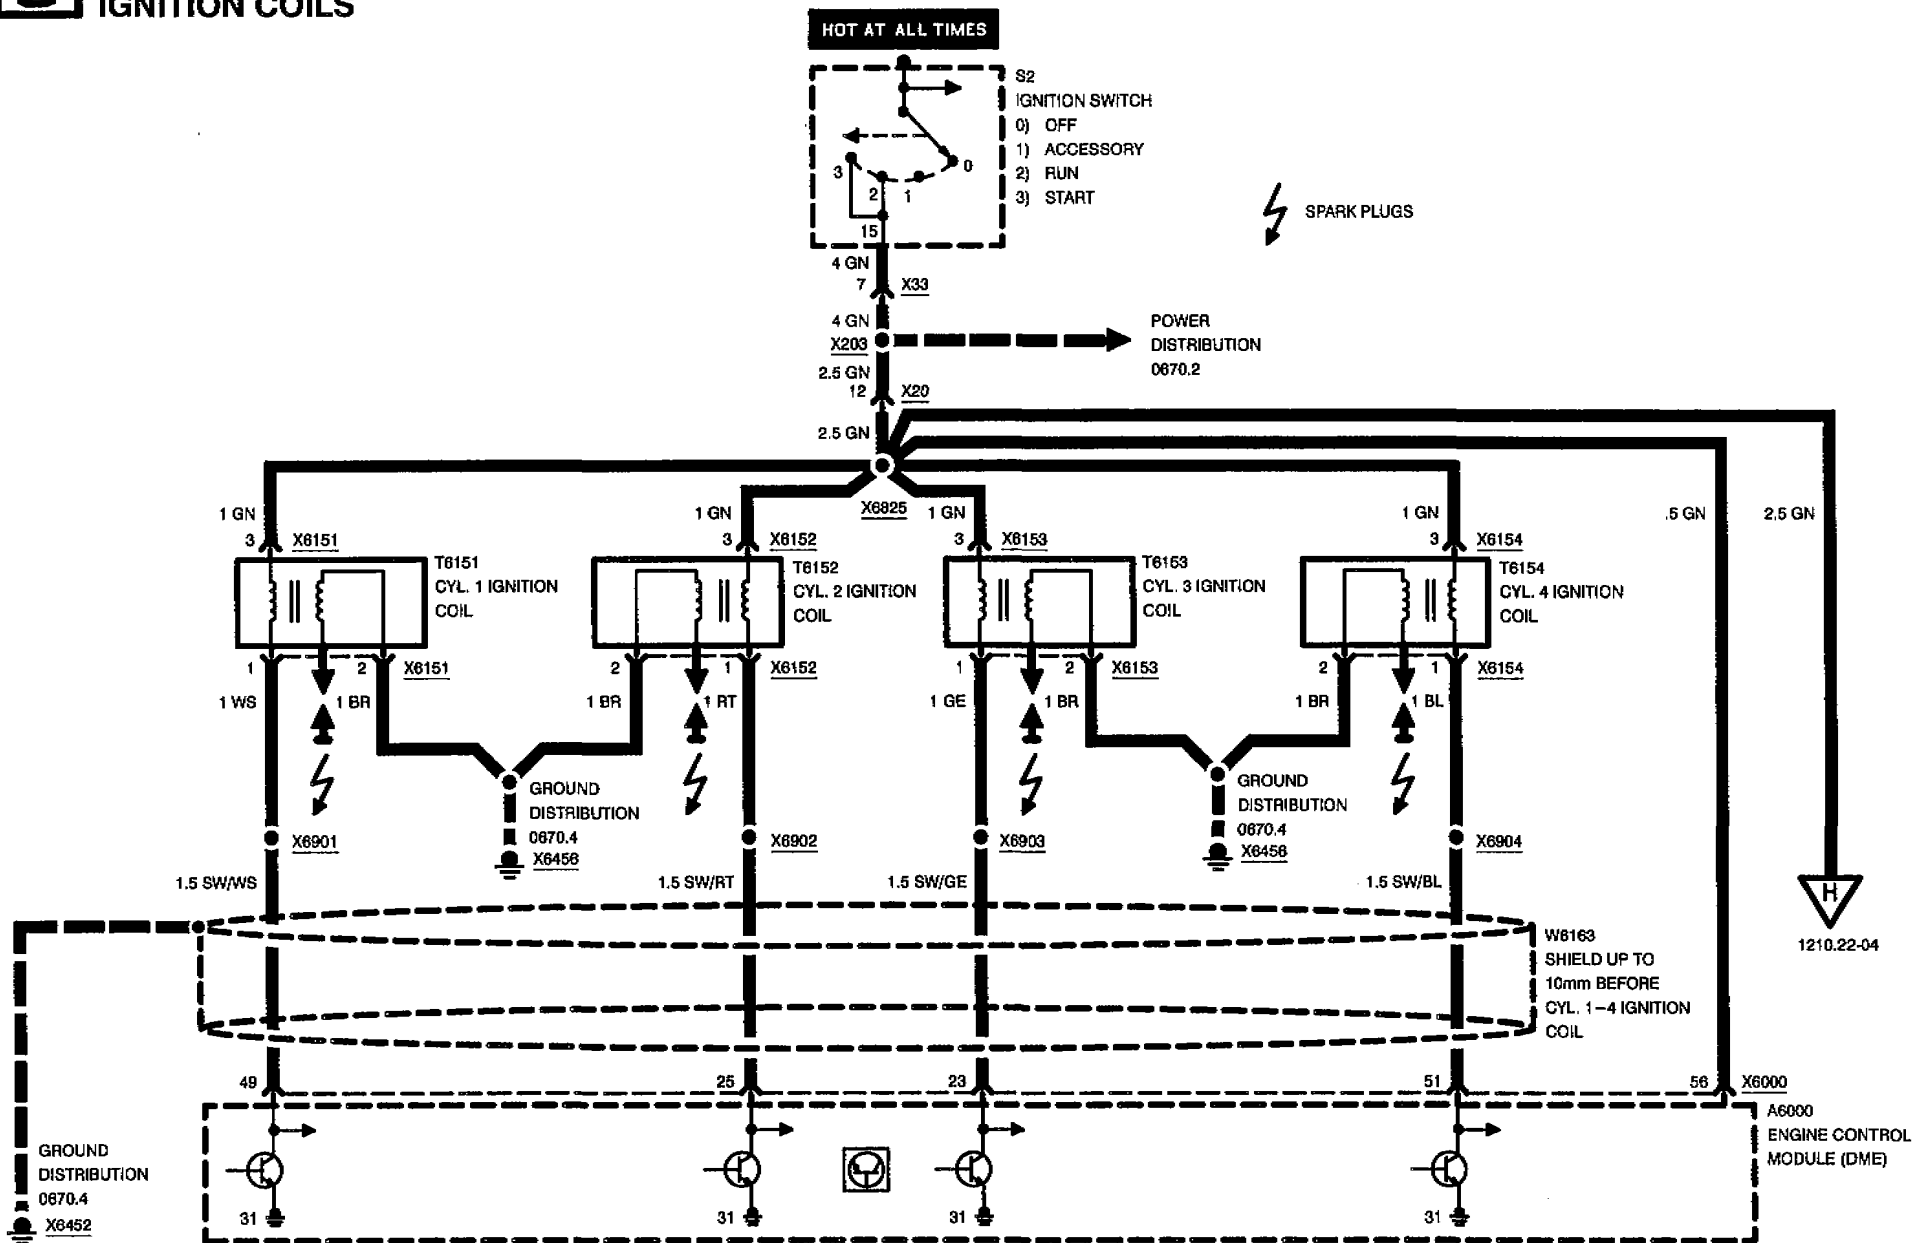 IGNITION COILS
HOT AT ALL TIMES
S2
IGNITION SWITCH
0) OFF
1) ACCESSORY
2) RUN
3) START
3
2
1
0
15
SPARK PLUGS
4 GN
7 X33
4 GN
X203
POWER
DISTRIBUTION
0670.2
2.5 GN
12 X20
2.5 GN
X6825
1 GN
1 GN
1 GN
1 GN
.5 GN
2.5 GN
3 X6151
3 X6152
3 X6153
3 X6154
T6151
CYL. 1 IGNITION
COIL
T6152
CYL. 2 IGNITION
COIL
T6153
CYL. 3 IGNITION
COIL
T6154
CYL. 4 IGNITION
COIL
1 2 X6151
2 1 X6152
1 2 X6153
2 1 X6154
1 WS 1 BR
1 BR 1 RT
1 GE 1 BR
1 BR 1 BL
GROUND
DISTRIBUTION
0670.4
X6456
GROUND
DISTRIBUTION
0670.4
X6456
X6901
X6902
X6903
X6904
1.5 SW/WS
1.5 SW/RT
1.5 SW/GE
1.5 SW/BL
H
1210.22-04
W6163
SHIELD UP TO
10mm BEFORE
CYL. 1-4 IGNITION
COIL
49
25
23
51
56 X6000
A6000
ENGINE CONTROL
MODULE (DME)
GROUND
DISTRIBUTION
0670.4
X6452
31
31
31
31